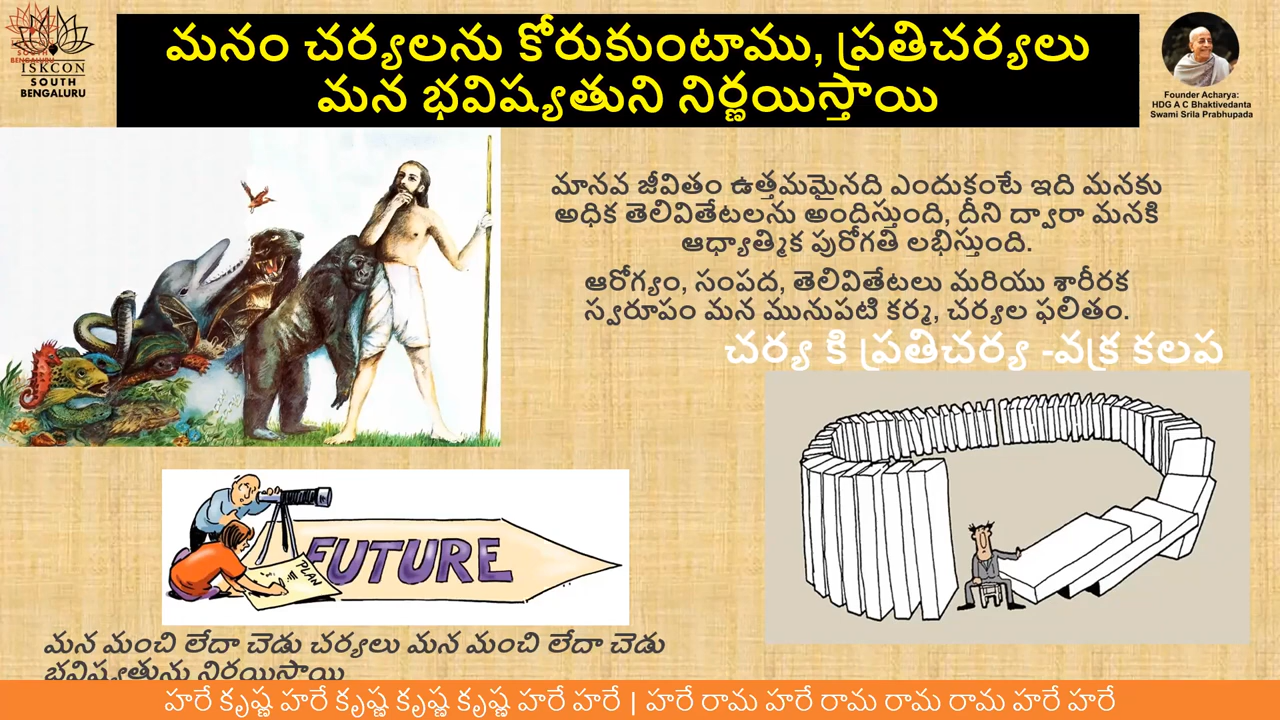 ISKCON
SOUTH
BENGALURU
మనం చర్యలను కోరుకుంటాము, ప్రతిచర్యలు
మన భవిష్యతుని నిర్ణయిస్తాయి
Founder Acharya:
HDG A C Bhaktivedanta
Swami Srila Prabhupada
మానవ జీవితం ఉత్తమమైనది ఎందుకంటే ఇది మనకు
అధిక తెలివితేటలను అందిస్తుంది, దీని ద్వారా మనకి
ఆధ్యాత్మిక పురోగతి లభిస్తుంది.
ఆరోగ్యం, సంపద, తెలివితేటలు మరియు శారీరక
స్వరూపం మన మునుపటి కర్మ, చర్యల ఫలితం.
చర్య కి ప్రతిచర్య -వక్ర కలప
FUTURE
PLAN
మన మంచి లేదా చెడు చర్యలు మన మంచి లేదా చెడు
భవిష్యతును నిర్ణయిస్తాయి
హరే కృష్ణ హరే కృష్ణ కృష్ణ కృష్ణ హరే హరే | హరే రామ హరే రామ రామ రామ హరే హరే